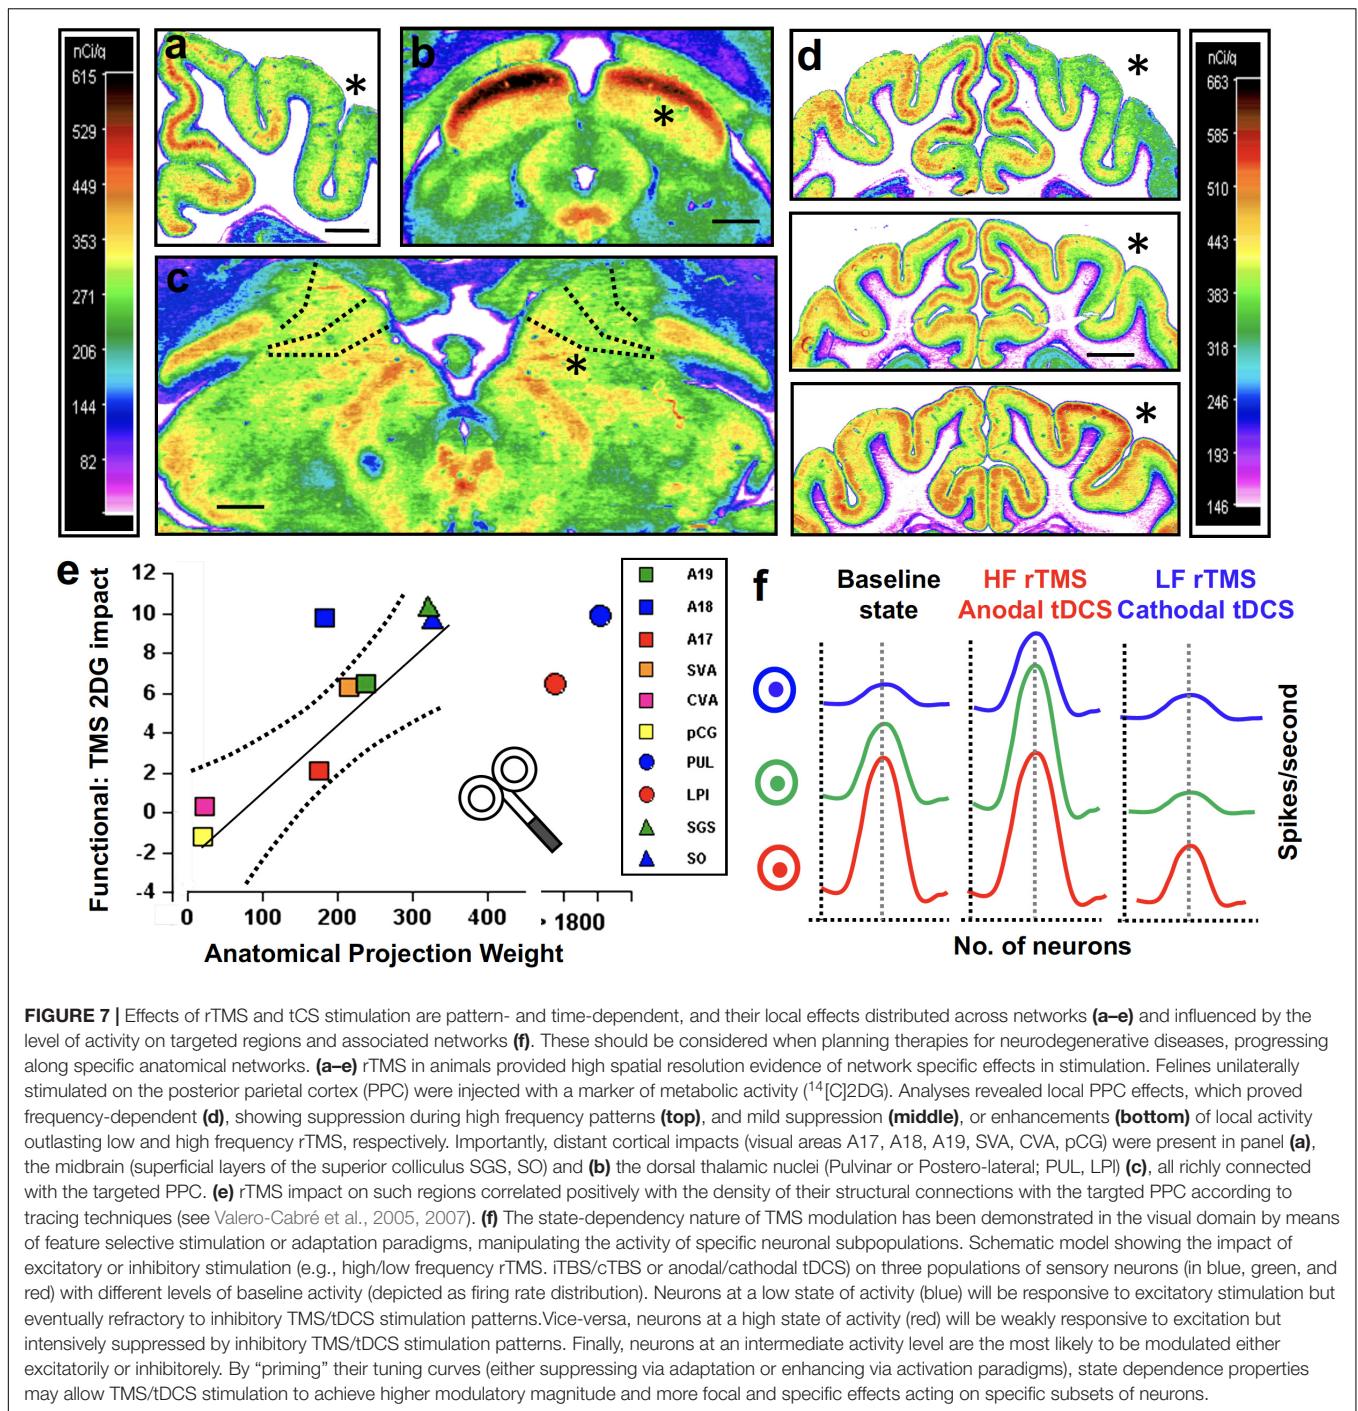 nCi/q
615
529
449
353
271
206
144
82
a
*
b
*
c
*
d
*
*
*
nCi/q
663
585
510
443
383
318
246
193
146
e
Functional: TMS 2DG impact
12
10
8
6
4
2
0
-2
-4
0 100 200 300 400 > 1800
Anatomical Projection Weight
A19
A18
A17
SVA
CVA
pCG
PUL
LPI
SGS
SO
f
Baseline state
HF rTMS
Anodal tDCS
LF rTMS
Cathodal tDCS
Spikes/second
No. of neurons
FIGURE 7 | Effects of rTMS and tCS stimulation are pattern- and time-dependent, and their local effects distributed across networks (a–e) and influenced by the
level of activity on targeted regions and associated networks (f). These should be considered when planning therapies for neurodegenerative diseases, progressing
along specific anatomical networks. (a–e) rTMS in animals provided high spatial resolution evidence of network specific effects in stimulation. Felines unilaterally
stimulated on the posterior parietal cortex (PPC) were injected with a marker of metabolic activity (¹⁴[C]2DG). Analyses revealed local PPC effects, which proved
frequency-dependent (d), showing suppression during high frequency patterns (top), and mild suppression (middle), or enhancements (bottom) of local activity
outlasting low and high frequency rTMS, respectively. Importantly, distant cortical impacts (visual areas A17, A18, A19, SVA, CVA, pCG) were present in panel (a),
the midbrain (superficial layers of the superior colliculus SGS, SO) and (b) the dorsal thalamic nuclei (Pulvinar or Postero-lateral; PUL, LPl) (c), all richly connected
with the targeted PPC. (e) rTMS impact on such regions correlated positively with the density of their structural connections with the targted PPC according to
tracing techniques (see Valero-Cabré et al., 2005, 2007). (f) The state-dependency nature of TMS modulation has been demonstrated in the visual domain by means
of feature selective stimulation or adaptation paradigms, manipulating the activity of specific neuronal subpopulations. Schematic model showing the impact of
excitatory or inhibitory stimulation (e.g., high/low frequency rTMS. iTBS/cTBS or anodal/cathodal tDCS) on three populations of sensory neurons (in blue, green, and
red) with different levels of baseline activity (depicted as firing rate distribution). Neurons at a low state of activity (blue) will be responsive to excitatory stimulation but
eventually refractory to inhibitory TMS/tDCS stimulation patterns.Vice-versa, neurons at a high state of activity (red) will be weakly responsive to excitation but
intensively suppressed by inhibitory TMS/tDCS stimulation patterns. Finally, neurons at an intermediate activity level are the most likely to be modulated either
excitatorily or inhibitorely. By “priming” their tuning curves (either suppressing via adaptation or enhancing via activation paradigms), state dependence properties
may allow TMS/tDCS stimulation to achieve higher modulatory magnitude and more focal and specific effects acting on specific subsets of neurons.